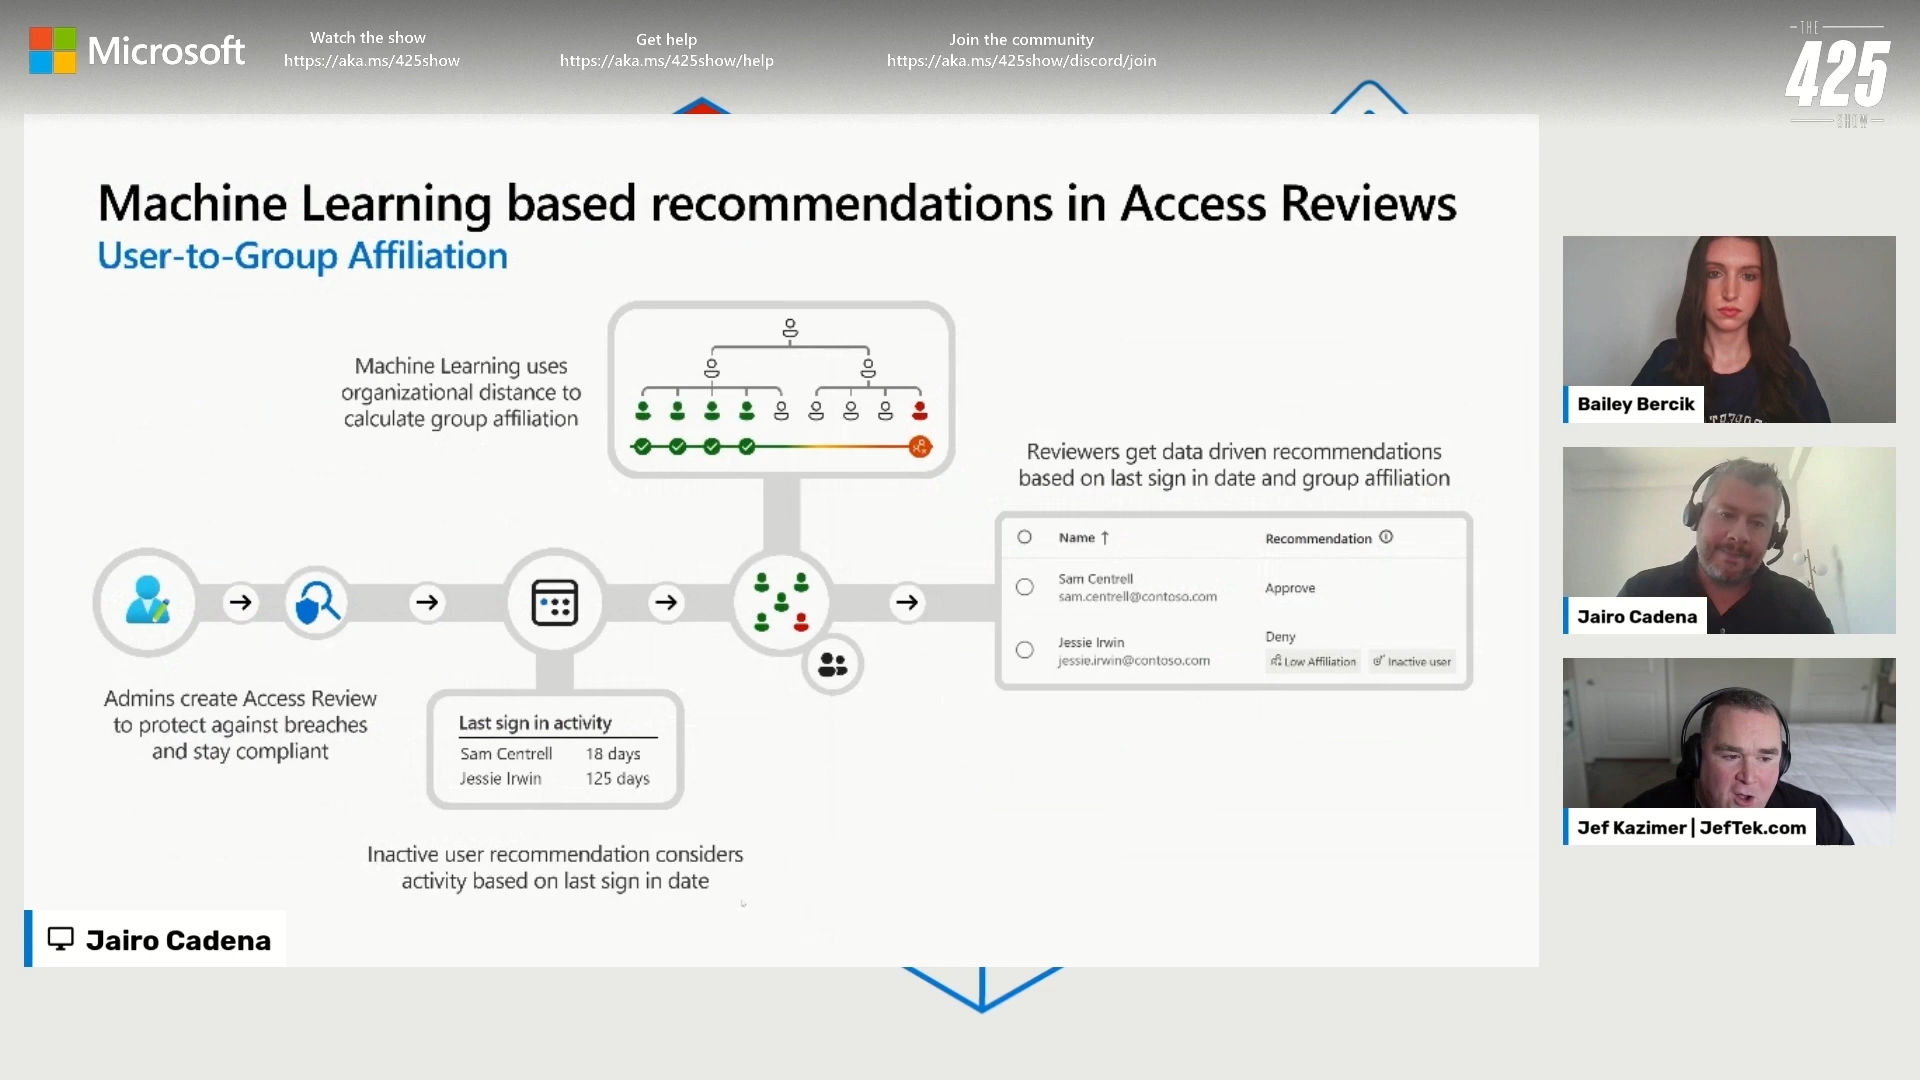 Microsoft
Watch the show
https://aka.ms/425show
Get help
https://aka.ms/425show/help
Join the community
https://aka.ms/425show/discord/join
THE
425
SHOW
Machine Learning based recommendations in Access Reviews
User-to-Group Affiliation
Machine Learning uses
organizational distance to
calculate group affiliation
Reviewers get data driven recommendations
based on last sign in date and group affiliation
Name ↑
Recommendation
Sam Centrell
sam.centrell@contoso.com
Approve
Jessie Irwin
jessie.irwin@contoso.com
Deny
Low Affiliation
Inactive user
Admins create Access Review
to protect against breaches
and stay compliant
Last sign in activity
Sam Centrell 18 days
Jessie Irwin 125 days
Inactive user recommendation considers
activity based on last sign in date
Jairo Cadena
Bailey Bercik
Jairo Cadena
Jef Kazimer | JefTek.com